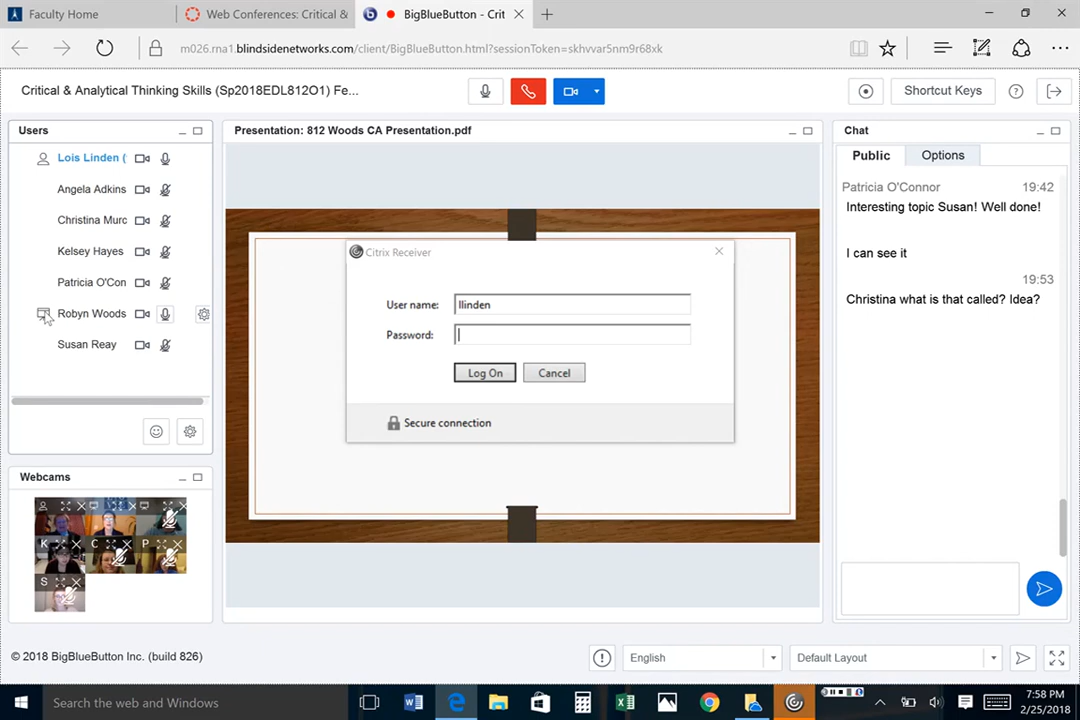 Faculty Home
Web Conferences: Critical &
BigBlueButton - Crit
m026.rna1.blindsidenetworks.com/client/BigBlueButton.html?sessionToken=skhvvar5nm9r68xk
Critical & Analytical Thinking Skills (Sp2018EDL812O1) Fe...
Shortcut Keys
Users
Lois Linden (
Angela Adkins
Christina Murc
Kelsey Hayes
Patricia O'Con
Robyn Woods
Susan Reay
Webcams
K C P
S
Presentation: 812 Woods CA Presentation.pdf
Citrix Receiver
User name: llinden
Password:
Log On Cancel
Secure connection
Chat
Public Options
Patricia O'Connor 19:42
Interesting topic Susan! Well done!
I can see it
19:53
Christina what is that called? Idea?
© 2018 BigBlueButton Inc. (build 826)
English
Default Layout
Search the web and Windows
7:58 PM
2/25/2018